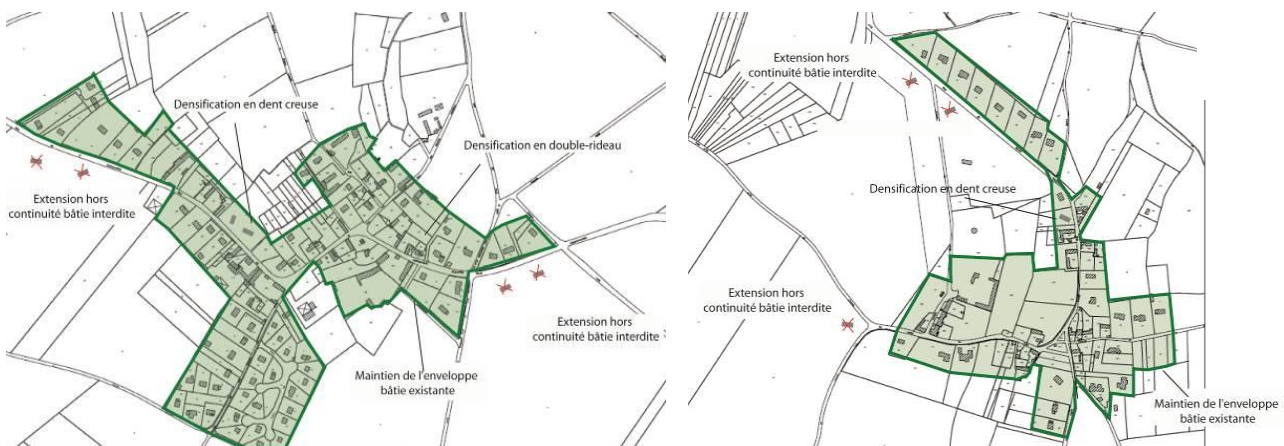 Densification en dent creuse
Densification en double-rideau
Extension hors
continuité bâtie interdite
Extension hors
continuité bâtie interdite
Maintien de l'enveloppe
bâtie existante
Extension hors
continuité bâtie interdite
Densification en dent creuse
Extension hors
continuité bâtie interdite
Maintien de l'enveloppe
bâtie existante